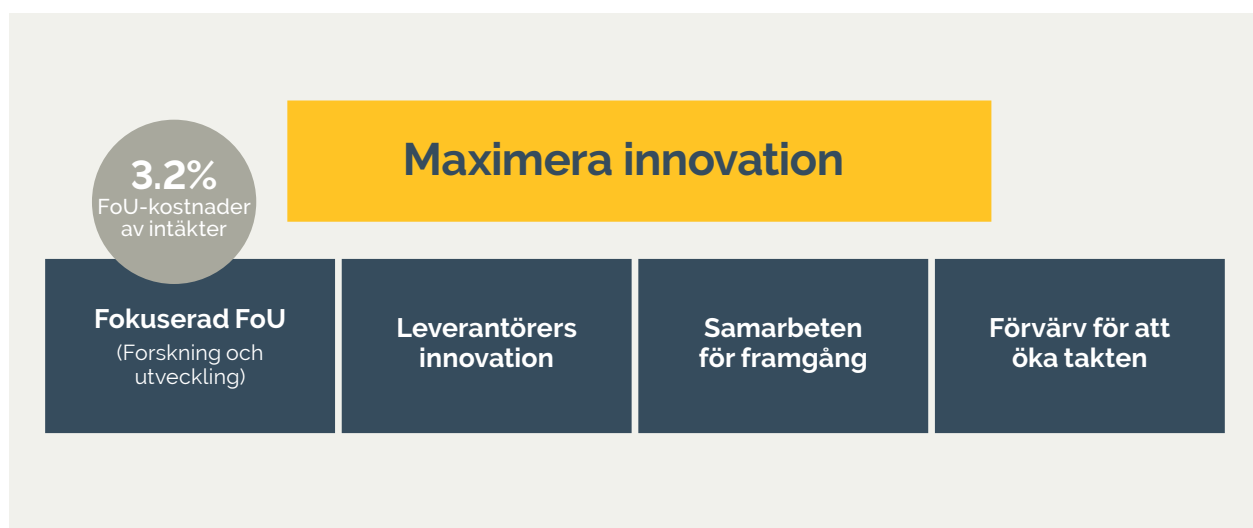 Maximera innovation
3.2%
FoU-kostnader
av intäkter
Fokuserad FoU
(Forskning och
utveckling)
Leverantörers
innovation
Samarbeten
för framgång
Förvärv för att
öka takten